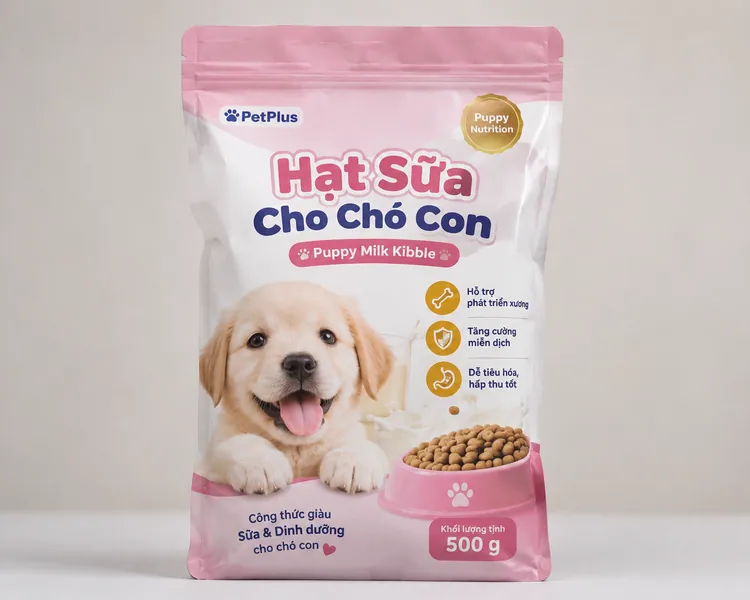 PetPlus
Puppy
Nutrition
Hạt Sữa
Cho Chó Con
Puppy Milk Kibble
Hỗ trợ
phát triển xương
Tăng cường
miễn dịch
Dễ tiêu hóa,
hấp thu tốt
Công thức giàu
Sữa & Dinh dưỡng
cho chó con
Khối lượng tịnh
500 g